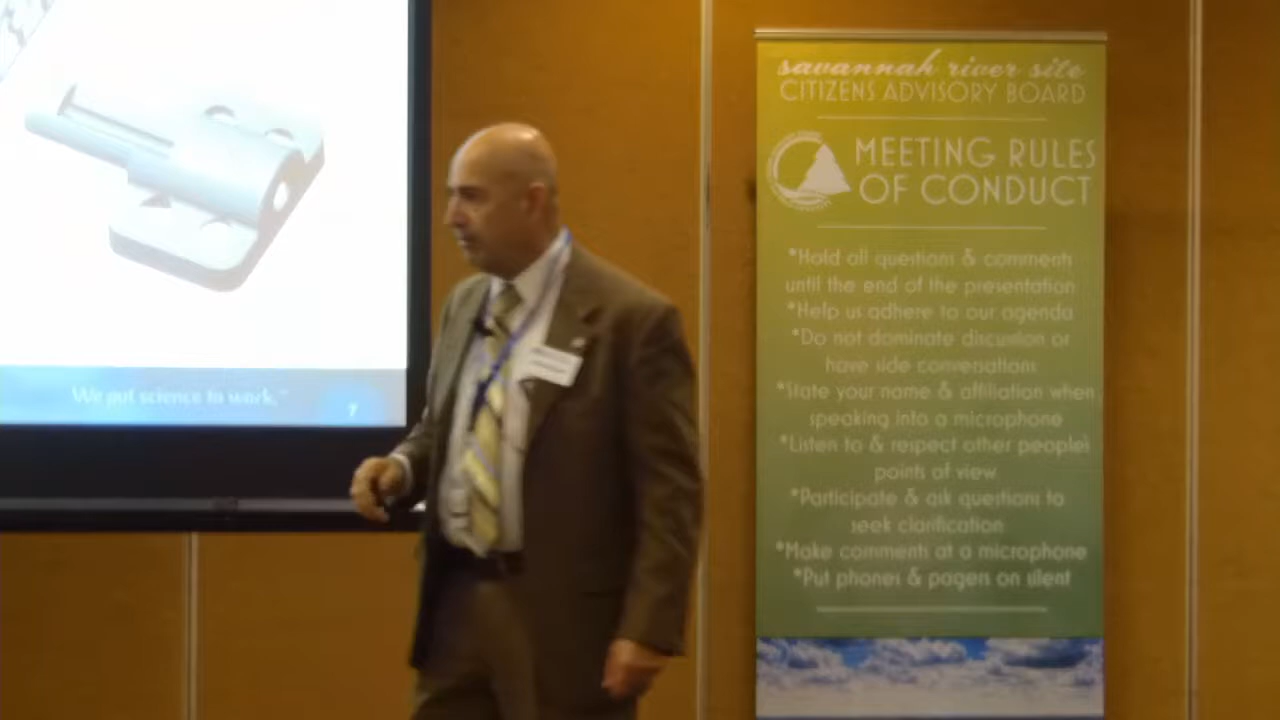 We put science to work.™
7
savannah river site
CITIZENS ADVISORY BOARD
MEETING RULES
OF CONDUCT
*Hold all questions & comments
until the end of the presentation
*Help us adhere to our agenda
*Do not dominate discussion or
have side conversations
*State your name & affiliation when
speaking into a microphone
*Listen to & respect other people's
points of view
*Participate & ask questions to
seek clarification
*Make comments at a microphone
*Put phones & pagers on silent